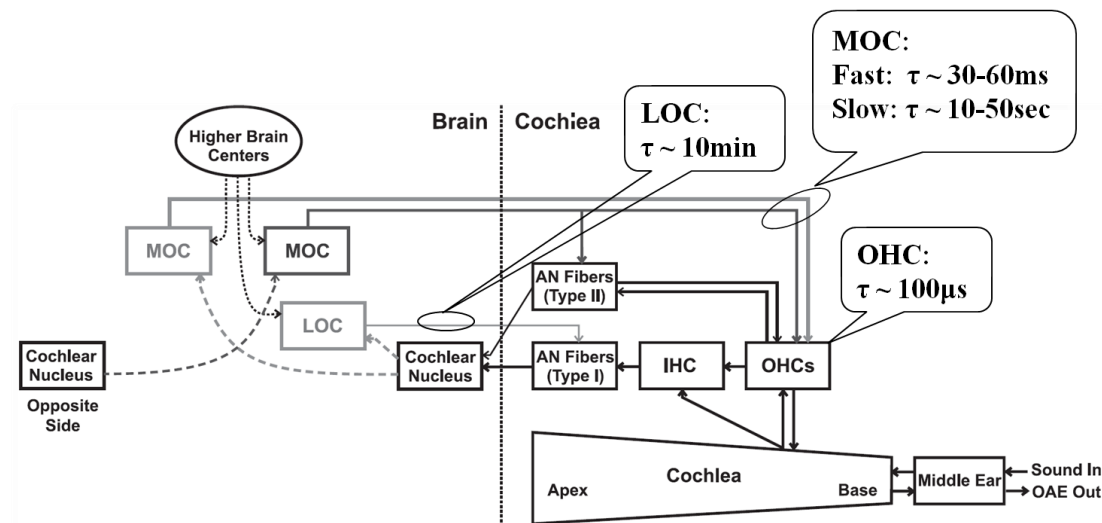 MOC:
Fast: τ ~ 30-60ms
Slow: τ ~ 10-50sec
LOC:
τ ~ 10min
Brain
Cochlea
Higher Brain
Centers
MOC
MOC
OHC:
τ ~ 100μs
AN Fibers
(Type II)
LOC
Cochlear
Nucleus
Opposite
Side
Cochlear
Nucleus
AN Fibers
(Type I)
IHC
OHCs
Cochlea
Apex
Base
Middle Ear
Sound In
OAE Out